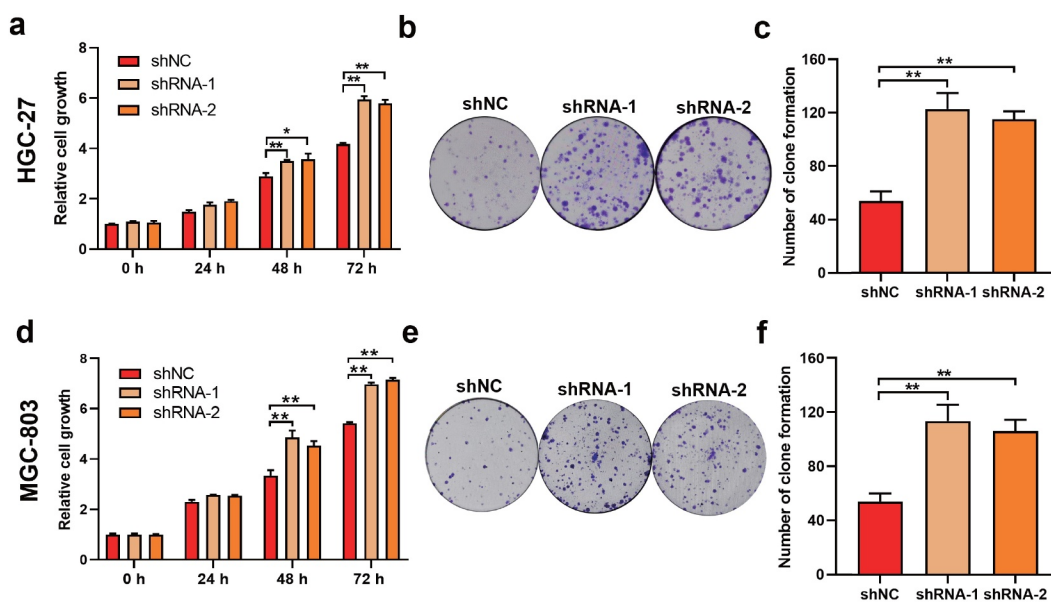 a
HGC-27
Relative cell growth
8
6
4
2
0
shNC
shRNA-1
shRNA-2
**
*
**
**
0 h
24 h
48 h
72 h
b
shNC
shRNA-1
shRNA-2
c
Number of clone formation
160
120
80
40
0
**
**
shNC
shRNA-1
shRNA-2
d
MGC-803
Relative cell growth
8
6
4
2
0
shNC
shRNA-1
shRNA-2
**
**
**
**
0 h
24 h
48 h
72 h
e
shNC
shRNA-1
shRNA-2
f
Number of clone formation
160
120
80
40
0
**
**
shNC
shRNA-1
shRNA-2